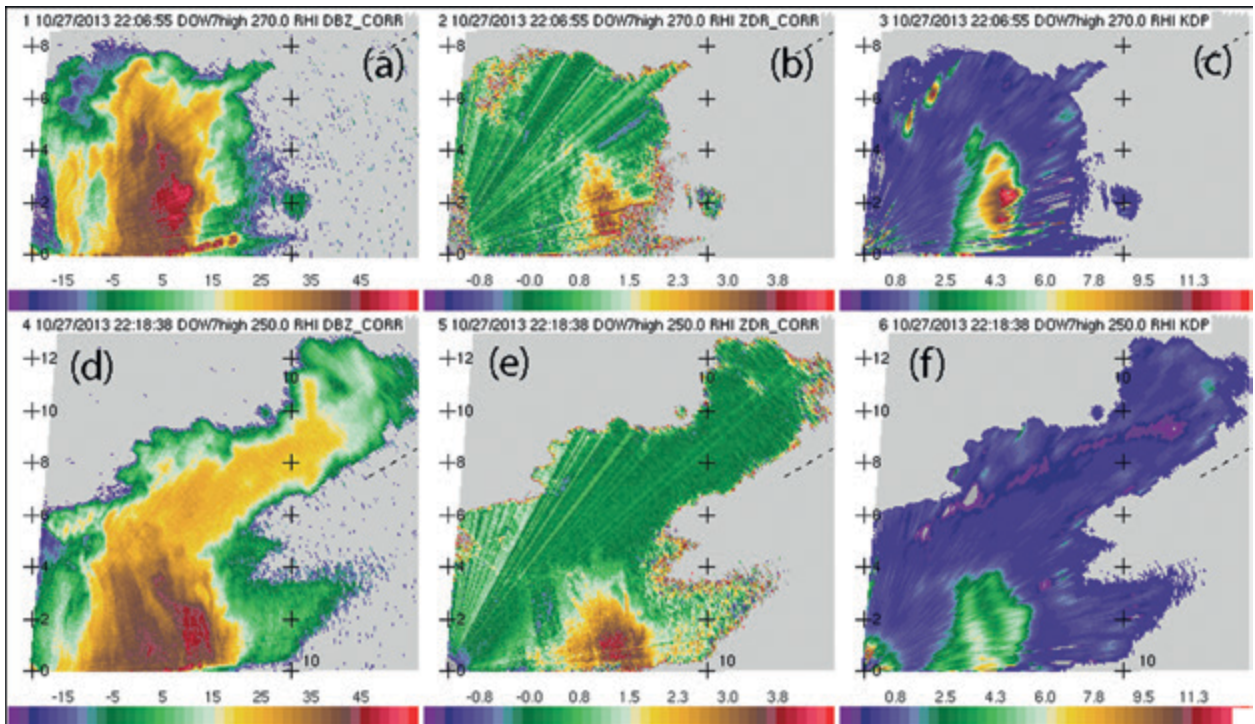 1 10/27/2013 22:06:55 DOW7high 270.0 RHI DBZ_CORR
2 10/27/2013 22:06:55 DOW7high 270.0 RHI ZDR_CORR
3 10/27/2013 22:06:55 DOW7high 270.0 RHI KDP
8 (a) 8 (b) 8 (c)
6 6 6
4 4 4
2 2 2
0 0 0
-15 -5 5 15 25 35 45
-0.8 -0.0 0.8 1.5 2.3 3.0 3.8
0.8 2.5 4.3 6.0 7.8 9.5 11.3
4 10/27/2013 22:18:38 DOW7high 250.0 RHI DBZ_CORR
5 10/27/2013 22:18:38 DOW7high 250.0 RHI ZDR_CORR
6 10/27/2013 22:18:38 DOW7high 250.0 RHI KDP
12 (d) 12 (e) 12 (f)
10 10 10
10 10 10
8 8 8
6 6 6
4 4 4
2 2 2
0 10 0 10 0 10
-15 -5 5 15 25 35 45
-0.8 -0.0 0.8 1.5 2.3 3.0 3.8
0.8 2.5 4.3 6.0 7.8 9.5 11.3